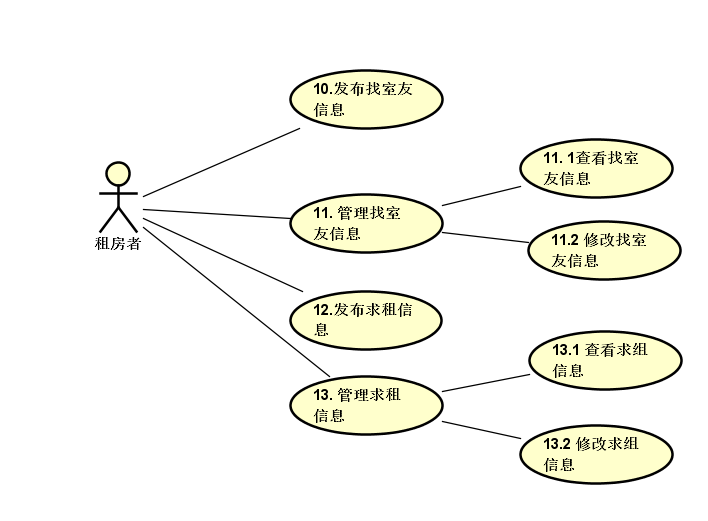 10.发布找室友
信息
11. 1查看找室
友信息
11. 管理找室
友信息
11.2 修改找室
友信息
租房者
12.发布求租信
息
13.1 查看求组
信息
13. 管理求租
信息
13.2 修改求组
信息